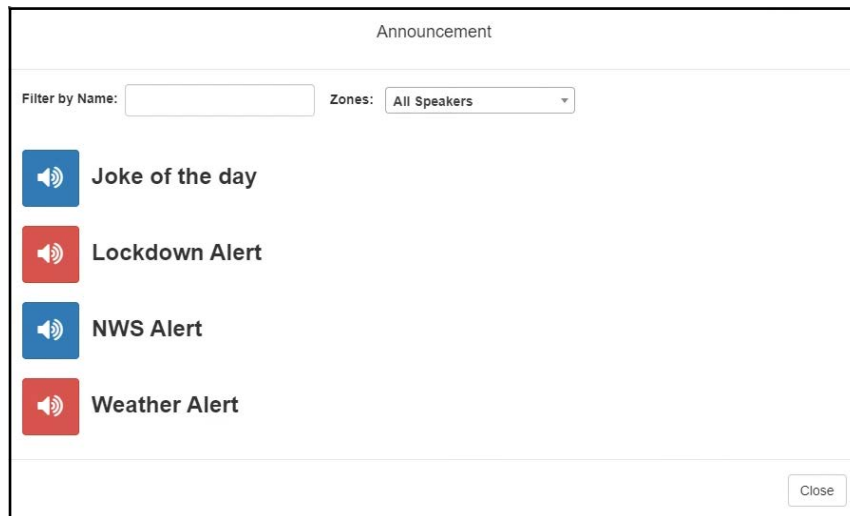 Announcement
Filter by Name: Zones: All Speakers
Joke of the day
Lockdown Alert
NWS Alert
Weather Alert
Close